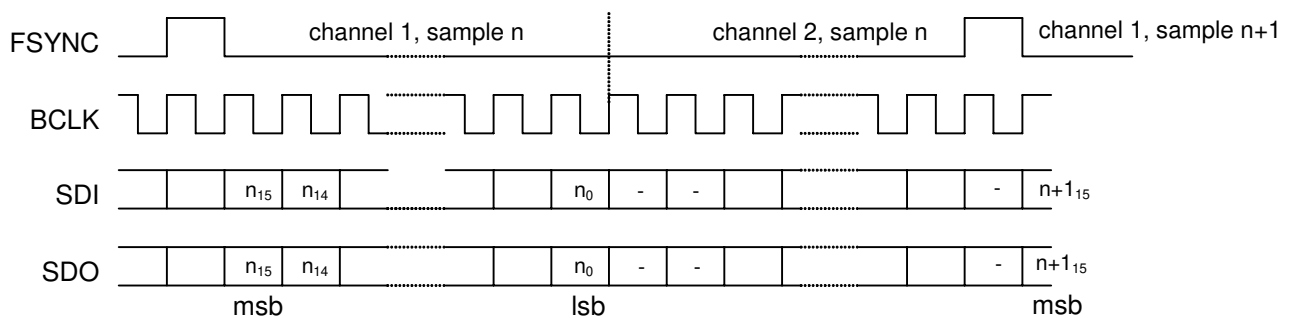 FSYNC channel 1, sample n channel 2, sample n channel 1, sample n+1
BCLK
SDI n₁₅ n₁₄ n₀ - - - n+1₁₅
SDO n₁₅ n₁₄ n₀ - - - n+1₁₅
msb lsb msb